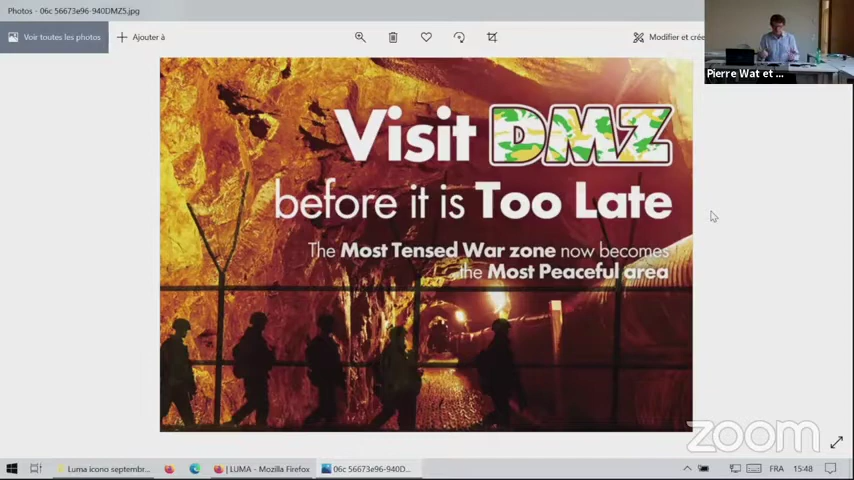 Photos - 06c 56673e96-940DMZ5.jpg
Voir toutes les photos
Ajouter à
Modifier et crée
Pierre Wat et ...
Visit DMZ
before it is Too Late
The Most Tensed War zone now becomes
the Most Peaceful area
zoom
Luma icono septembr...
| LUMA - Mozilla Firefox
06c 56673e96-940D...
FRA
15:48